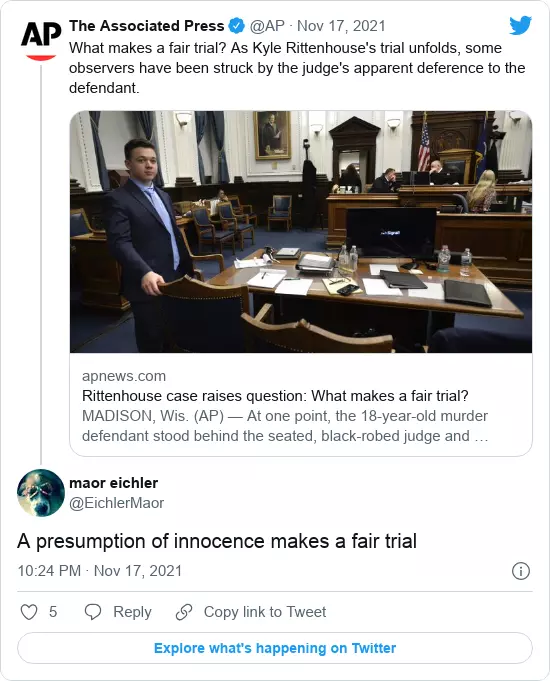 AP The Associated Press @AP · Nov 17, 2021
What makes a fair trial? As Kyle Rittenhouse's trial unfolds, some
observers have been struck by the judge's apparent deference to the
defendant.
apnews.com
Rittenhouse case raises question: What makes a fair trial?
MADISON, Wis. (AP) — At one point, the 18-year-old murder
defendant stood behind the seated, black-robed judge and …
maor eichler
@EichlerMaor
A presumption of innocence makes a fair trial
10:24 PM · Nov 17, 2021
5 Reply Copy link to Tweet
Explore what's happening on Twitter